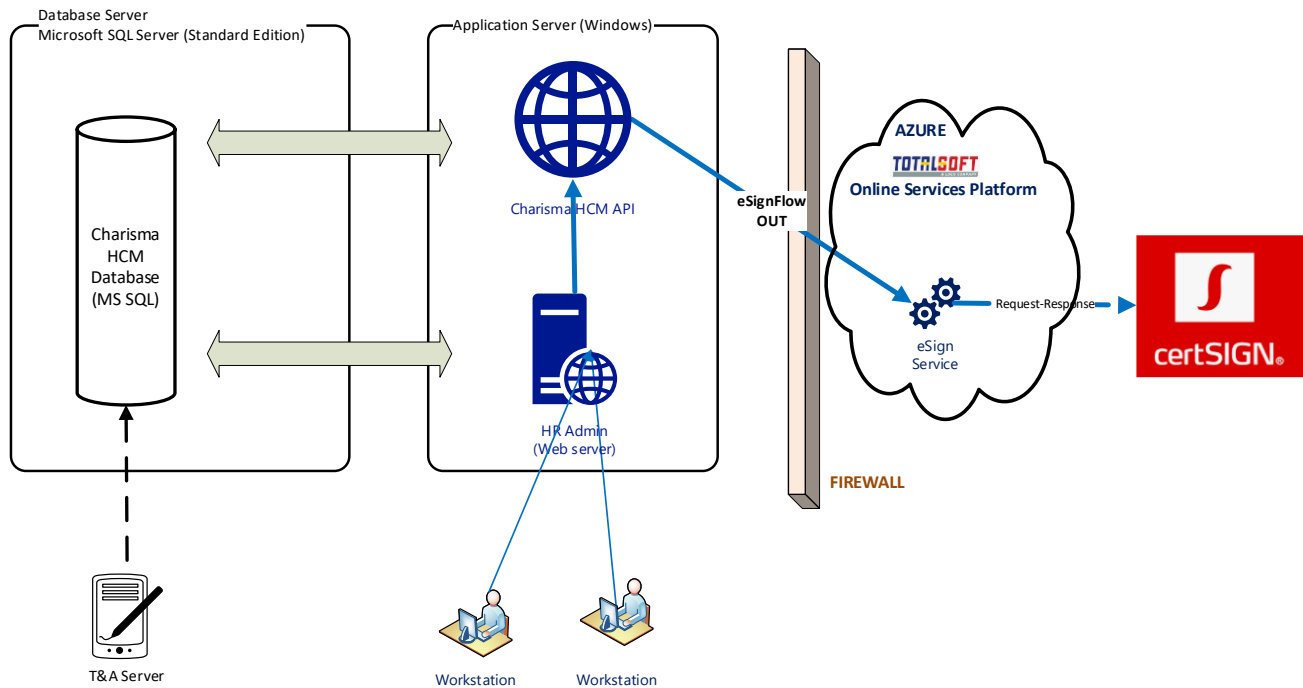 Database Server
Microsoft SQL Server (Standard Edition)
Application Server (Windows)
Charisma
HCM
Database
(MS SQL)
Charisma HCM API
HR Admin
(Web server)
eSignFlow
OUT
FIREWALL
AZURE
TOTALSOFT
Online Services Platform
eSign
Service
Request-Response
certSIGN®
T&A Server
Workstation
Workstation